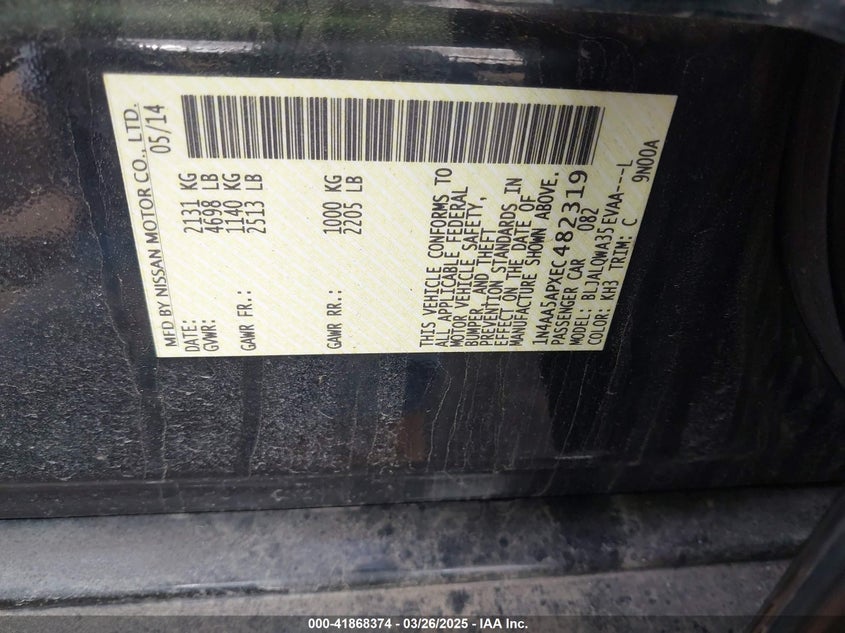 MFD BY NISSAN MOTOR CO., LTD.
DATE: 05/14
GVWR: 2131 KG
4698 LB
GAWR FR.: 1140 KG
2513 LB
GAWR RR.: 1000 KG
2205 LB
THIS VEHICLE CONFORMS TO
ALL APPLICABLE FEDERAL
MOTOR VEHICLE SAFETY,
BUMPER, AND THEFT
PREVENTION STANDARDS IN
EFFECT ON THE DATE OF
MANUFACTURE SHOWN ABOVE.
1N4AA5APXEC482319
PASSENGER CAR 082
MODEL: BLJALQWA35EVAA---L
COLOR: KH3 TRIM: C 9N00A
000-41868374 - 03/26/2025 - IAA Inc.